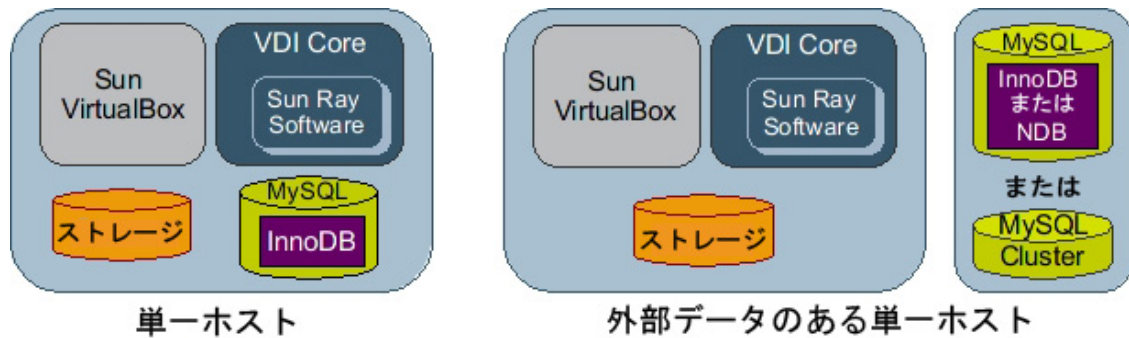 Sun
VirtualBox
VDI Core
Sun Ray
Software
ストレージ
MySQL
InnoDB
単一ホスト
Sun
VirtualBox
VDI Core
Sun Ray
Software
ストレージ
外部データのある単一ホスト
MySQL
InnoDB
または
NDB
または
MySQL
Cluster